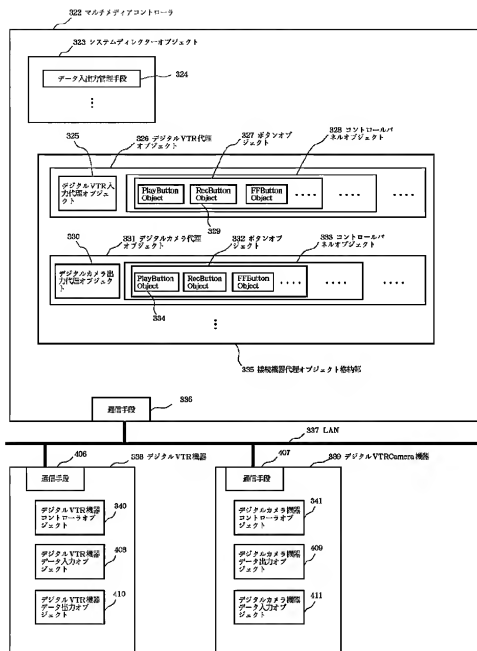 322 マルチメディアコントローラ
323 システムディレクターオブジェクト
データ入出力管理手段
324
325
326 デジタルVTR代理
オブジェクト
327 ボタンオブ
ジェクト
328 コントロールパ
ネルオブジェクト
デジタルVTR入
力代理オブジェ
クト
PlayButton
Object
RecButton
Object
FFButton
Object
329
330
331 デジタルカメラ代理
オブジェクト
332 ボタンオブ
ジェクト
333 コントロールパ
ネルオブジェクト
デジタルカメラ出
力代理オブジェクト
PlayButton
Object
RecButton
Object
FFButton
Object
334
335 接続機器代理オブジェクト格納部
336
通信手段
337 LAN
406
338 デジタルVTR機器
407
339 デジタルVTRCamera機器
通信手段
通信手段
デジタルVTR機器
コントローラオブ
ジェクト
340
デジタルカメラ機器
コントローラオブ
ジェクト
341
デジタルVTR機器
データ入力オブ
ジェクト
408
デジタルカメラ機器
データ出力オブジェ
クト
409
デジタルVTR機器
データ出力オブ
ジェクト
410
デジタルカメラ機器
データ入力オブジェ
クト
411